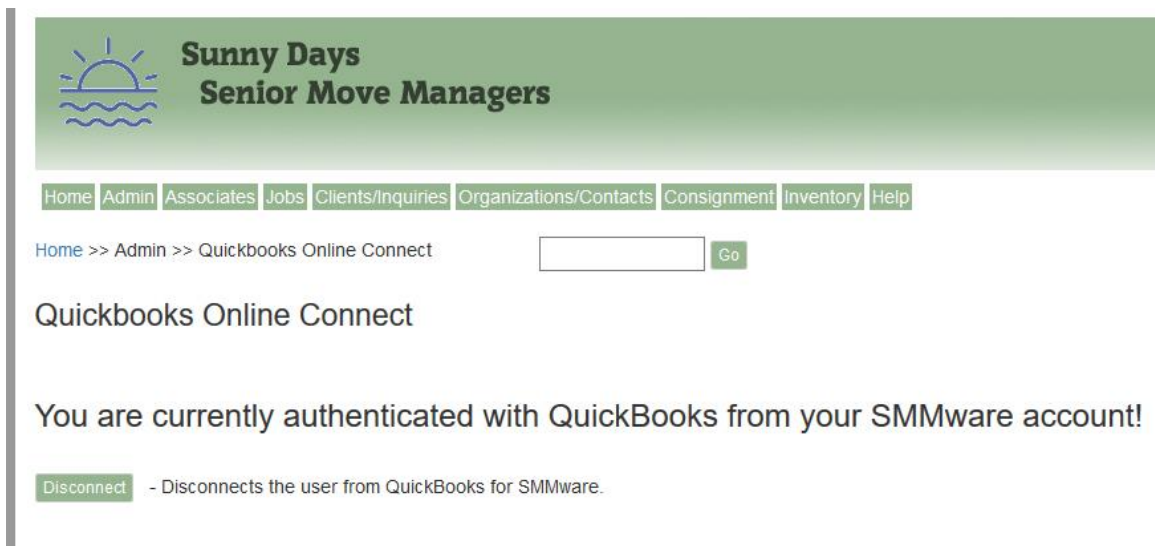 Sunny Days
Senior Move Managers
Home Admin Associates Jobs Clients/Inquiries Organizations/Contacts Consignment Inventory Help
Home >> Admin >> Quickbooks Online Connect Go
Quickbooks Online Connect
You are currently authenticated with QuickBooks from your SMMware account!
Disconnect - Disconnects the user from QuickBooks for SMMware.